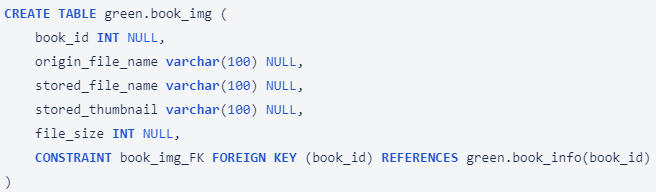 CREATE TABLE green.book_img (
    book_id INT NULL,
    origin_file_name varchar(100) NULL,
    stored_file_name varchar(100) NULL,
    stored_thumbnail varchar(100) NULL,
    file_size INT NULL,
    CONSTRAINT book_img_FK FOREIGN KEY (book_id) REFERENCES green.book_info(book_id)
)